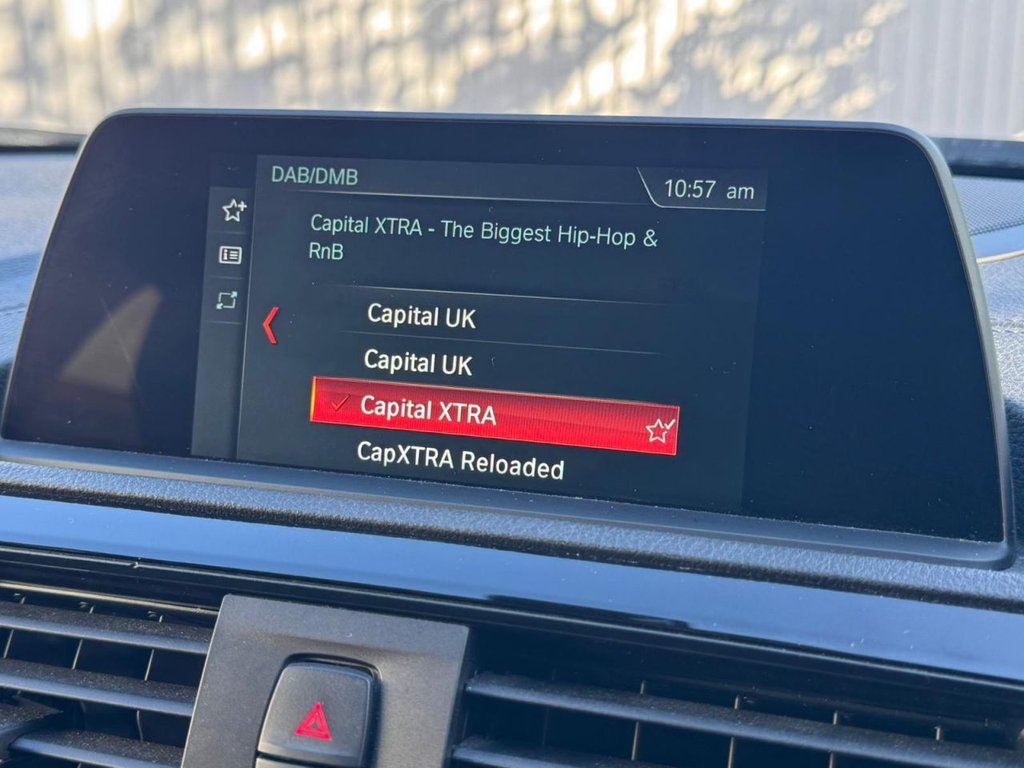 DAB/DMB
10:57 am
Capital XTRA - The Biggest Hip-Hop &
RnB
Capital UK
Capital UK
Capital XTRA
CapXTRA Reloaded